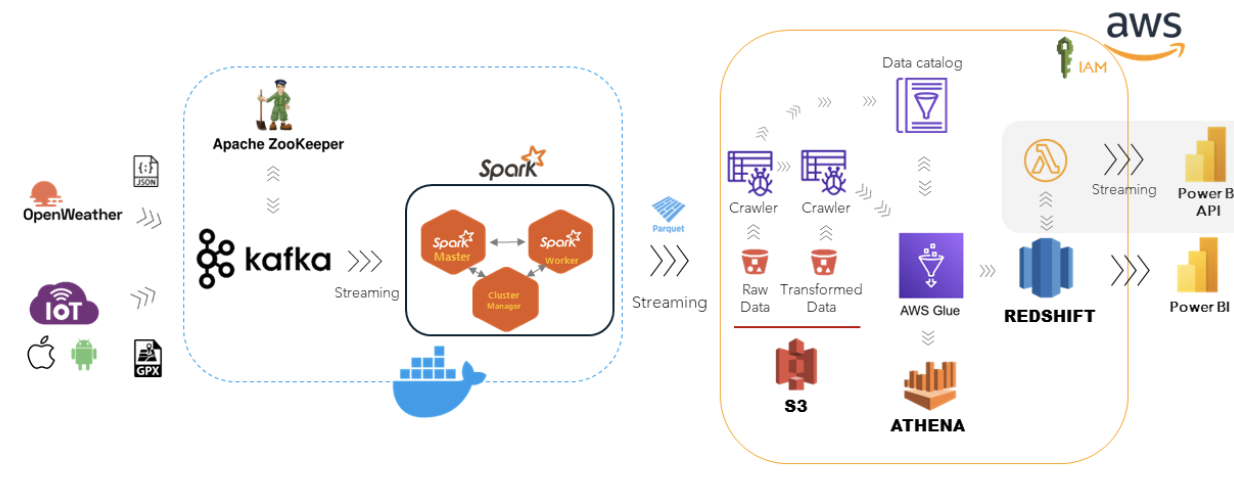 aws
IAM
Data catalog
Apache ZooKeeper
{:}
JSON
Spark
OpenWeather
Crawler
Crawler
Parquet
Streaming
Power B
API
kafka
Streaming
Spark
Master
Spark
Worker
Cluster
Manager
Streaming
Raw
Data
Transformed
Data
AWS Glue
REDSHIFT
Power BI
IoT
GPX
S3
ATHENA